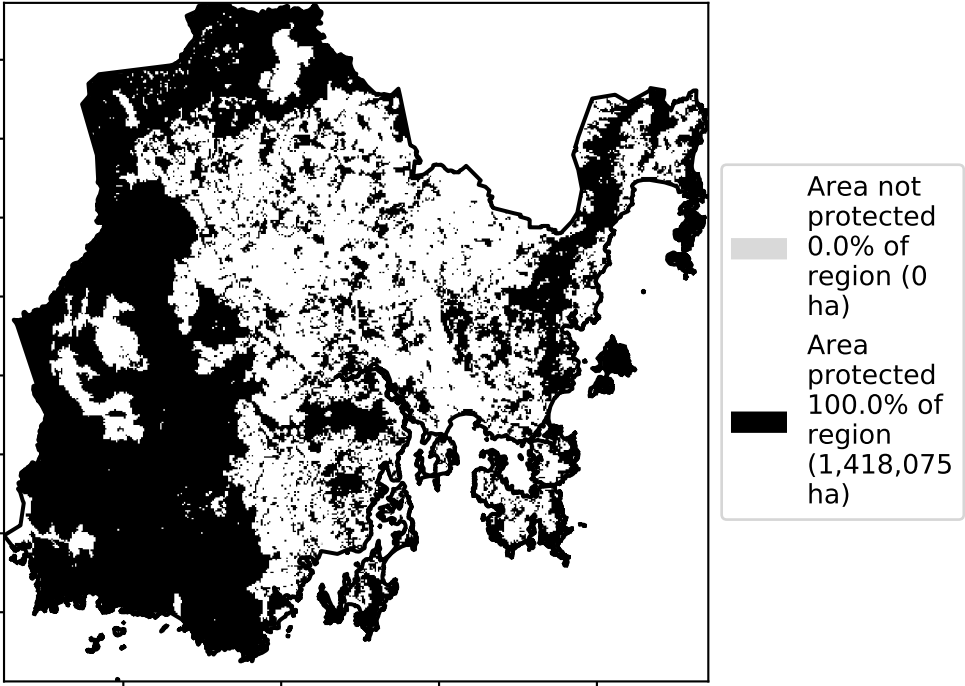 Area not
protected
0.0% of
region (0
ha)
Area
protected
100.0% of
region
(1,418,075
ha)